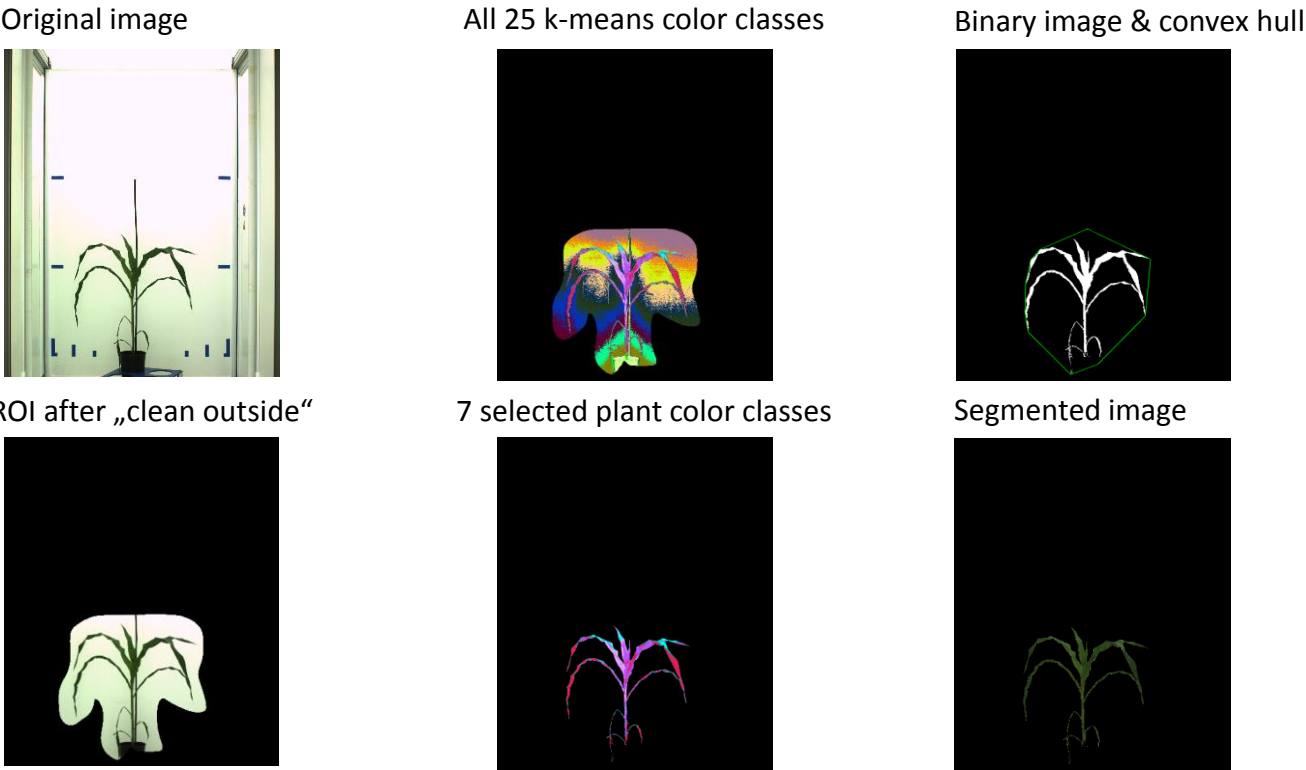 Original image
All 25 k-means color classes
Binary image & convex hull
ROI after „clean outside“
7 selected plant color classes
Segmented image